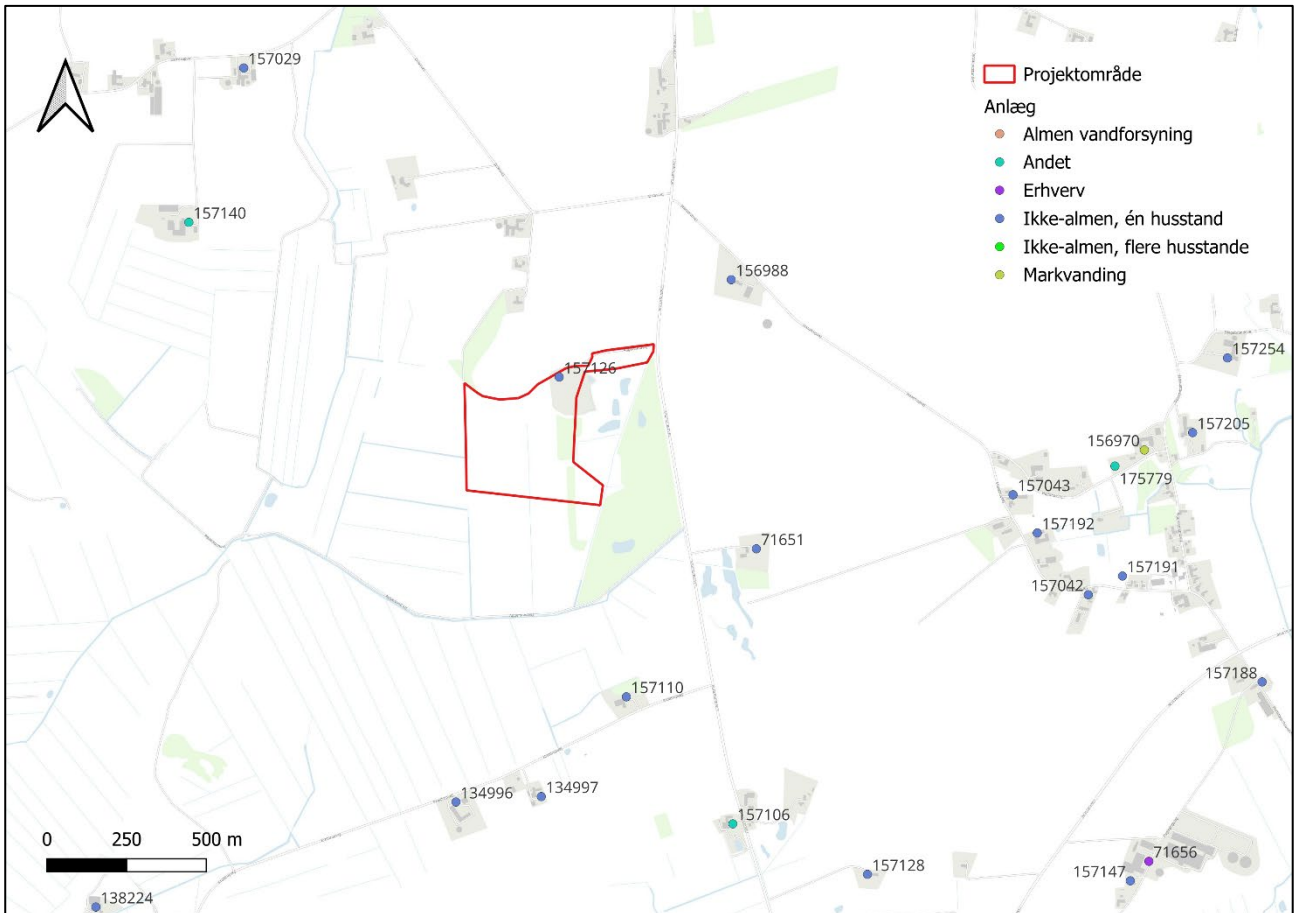 157029
Projektområde
Anlæg
Almen vandforsyning
Andet
Erhverv
Ikke-almen, én husstand
Ikke-almen, flere husstande
Markvanding
157140
156988
157254
157126
157205
156970
175779
157043
157192
71651
157191
157042
157188
157110
134996
134997
157106
0 250 500 m
71656
157128
157147
138224